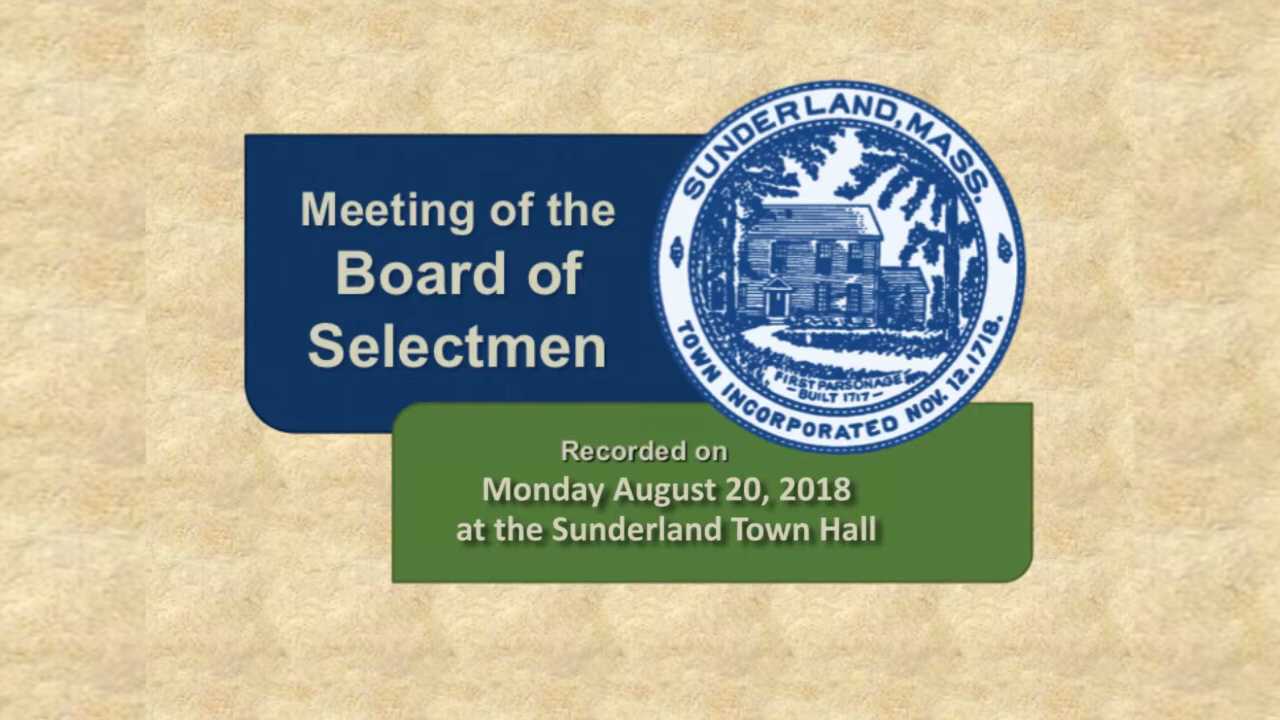 Meeting of the
Board of
Selectmen
SUNDERLAND, MASS.
FIRST PARSONAGE
– BUILT 1717 –
TOWN INCORPORATED NOV. 12, 1718.
Recorded on
Monday August 20, 2018
at the Sunderland Town Hall